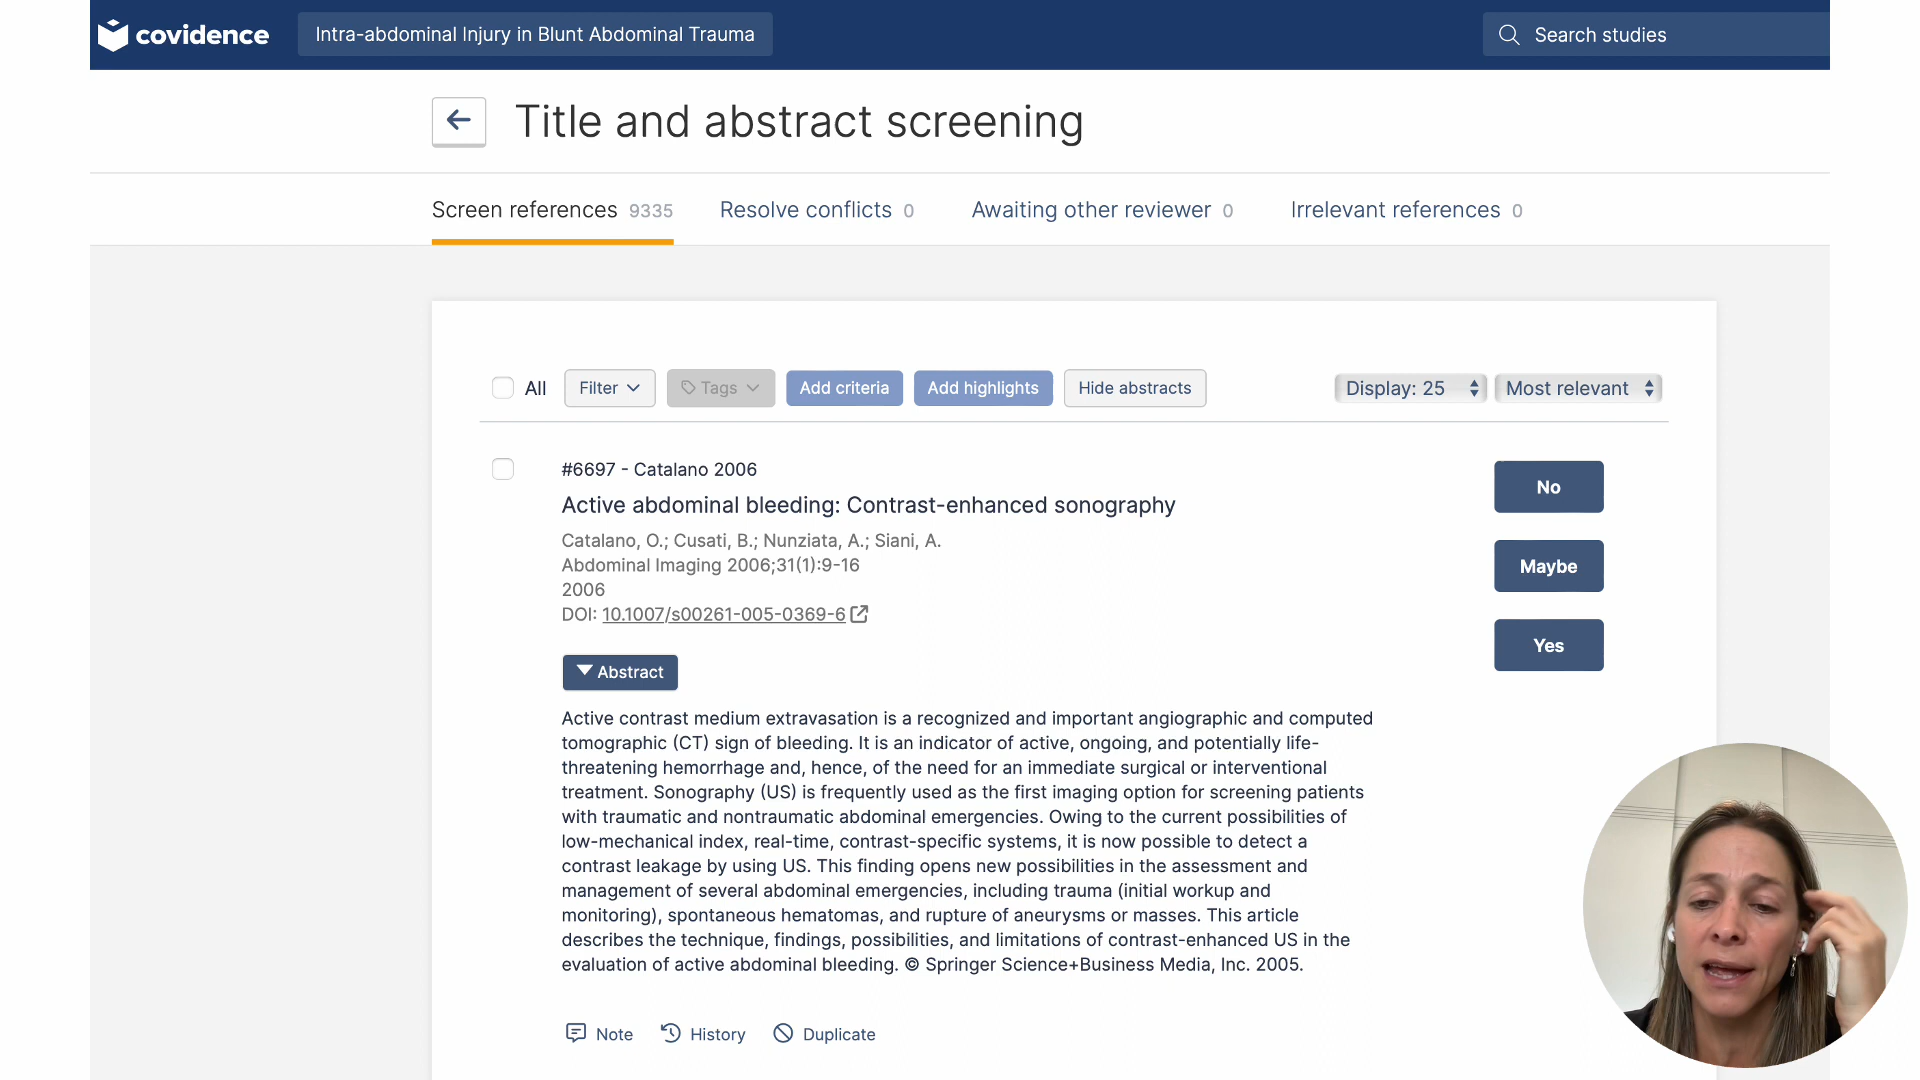 covidence
Intra-abdominal Injury in Blunt Abdominal Trauma
Search studies
Title and abstract screening
Screen references 9335
Resolve conflicts 0
Awaiting other reviewer 0
Irrelevant references 0
All
Filter
Tags
Add criteria
Add highlights
Hide abstracts
Display: 25
Most relevant
#6697 - Catalano 2006
Active abdominal bleeding: Contrast-enhanced sonography
Catalano, O.; Cusati, B.; Nunziata, A.; Siani, A.
Abdominal Imaging 2006;31(1):9-16
2006
DOI: 10.1007/s00261-005-0369-6
No
Maybe
Yes
Abstract
Active contrast medium extravasation is a recognized and important angiographic and computed
tomographic (CT) sign of bleeding. It is an indicator of active, ongoing, and potentially life-
threatening hemorrhage and, hence, of the need for an immediate surgical or interventional
treatment. Sonography (US) is frequently used as the first imaging option for screening patients
with traumatic and nontraumatic abdominal emergencies. Owing to the current possibilities of
low-mechanical index, real-time, contrast-specific systems, it is now possible to detect a
contrast leakage by using US. This finding opens new possibilities in the assessment and
management of several abdominal emergencies, including trauma (initial workup and
monitoring), spontaneous hematomas, and rupture of aneurysms or masses. This article
describes the technique, findings, possibilities, and limitations of contrast-enhanced US in the
evaluation of active abdominal bleeding. © Springer Science+Business Media, Inc. 2005.
Note
History
Duplicate